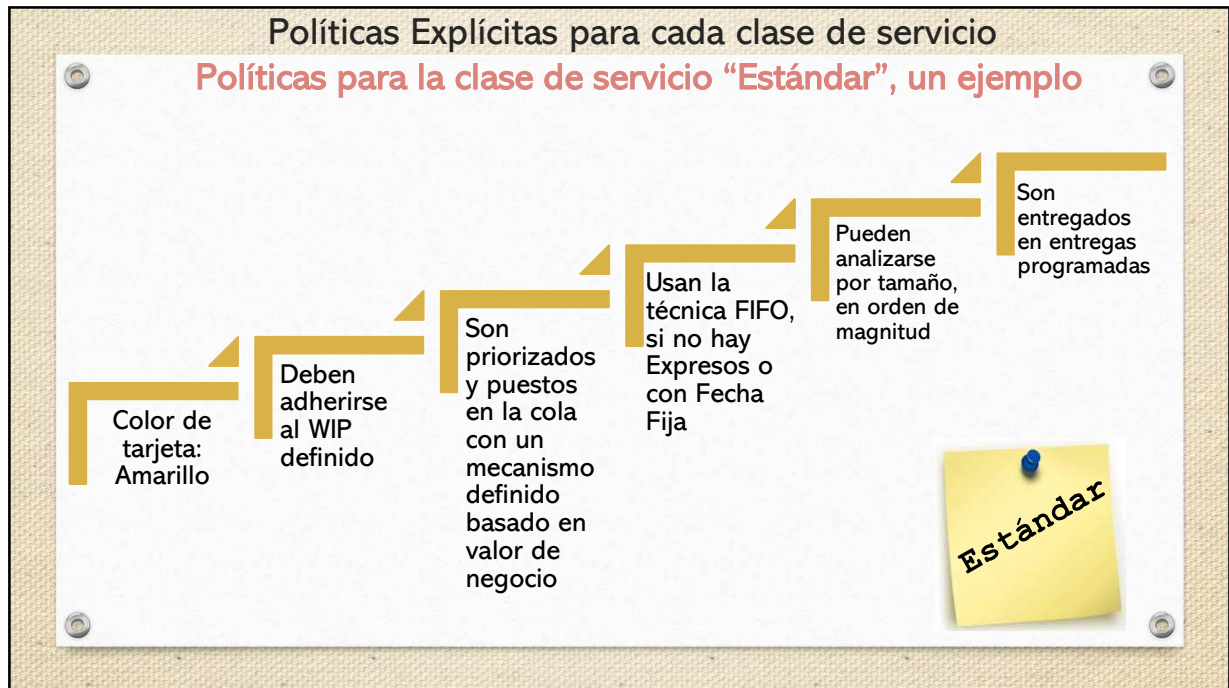 Políticas Explícitas para cada clase de servicio
Políticas para la clase de servicio “Estándar”, un ejemplo
Color de
tarjeta:
Amarillo
Deben
adherirse
al WIP
definido
Son
priorizados
y puestos
en la cola
con un
mecanismo
definido
basado en
valor de
negocio
Usan la
técnica FIFO,
si no hay
Expresos o
con Fecha
Fija
Pueden
analizarse
por tamaño,
en orden de
magnitud
Son
entregados
en entregas
programadas
Estándar